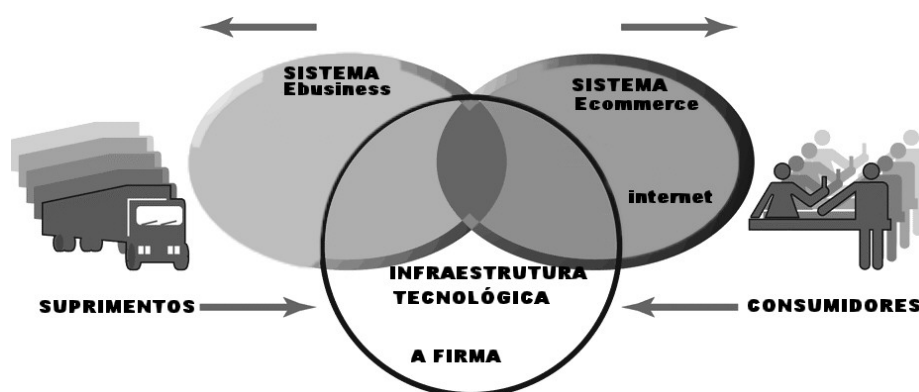 SISTEMA
Ebusiness
SISTEMA
Ecommerce
internet
INFRAESTRUTURA
TECNOLÓGICA
SUPRIMENTOS
CONSUMIDORES
A FIRMA